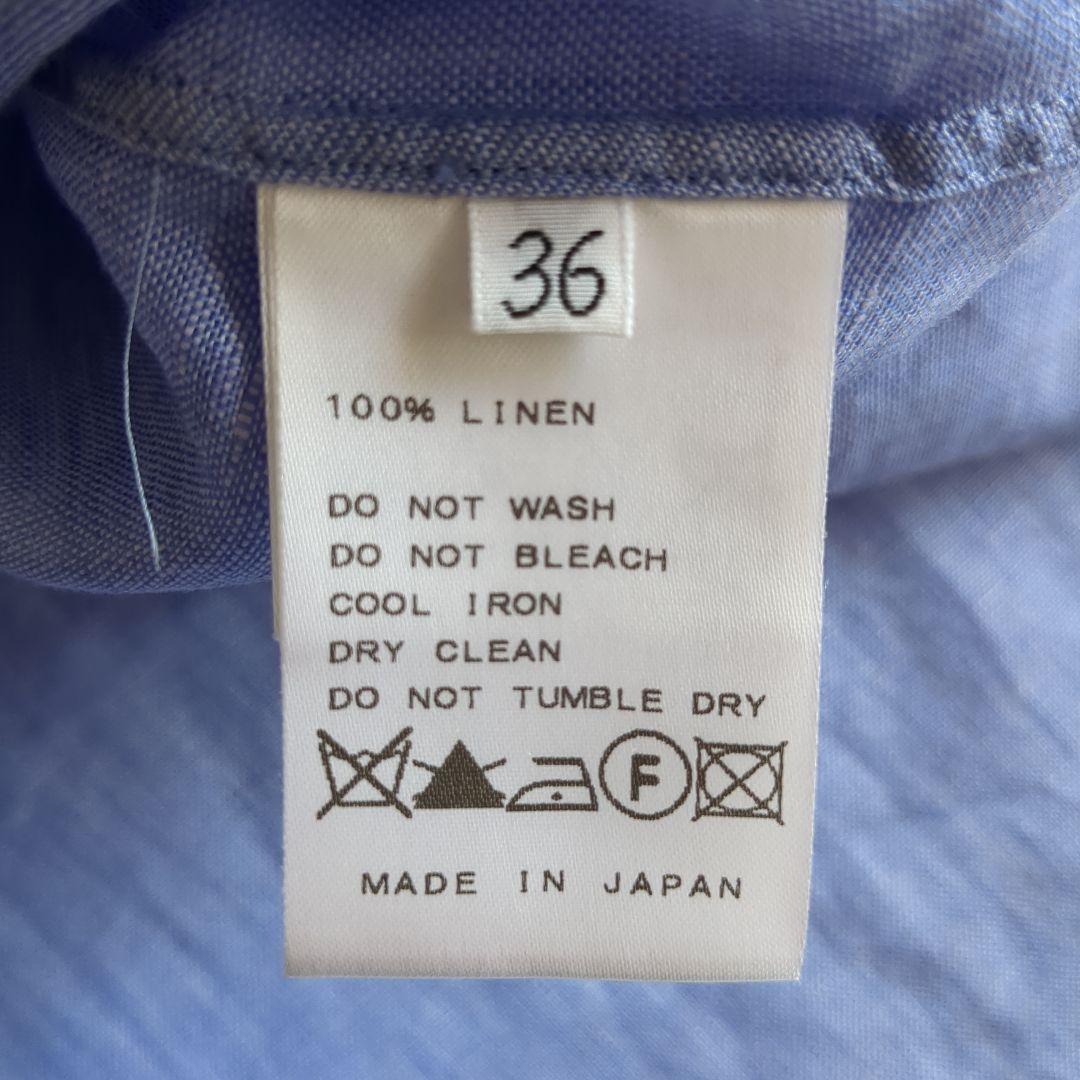 36
100% LINEN
DO NOT WASH
DO NOT BLEACH
COOL IRON
DRY CLEAN
DO NOT TUMBLE DRY
F
MADE IN JAPAN